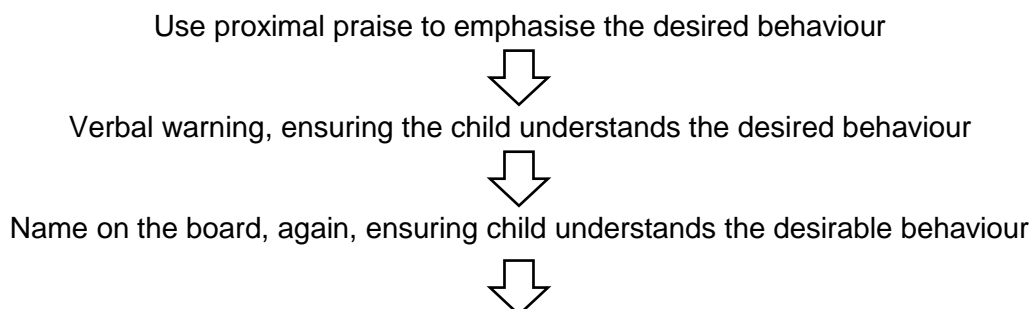 Use proximal praise to emphasise the desired behaviour
Verbal warning, ensuring the child understands the desired behaviour
Name on the board, again, ensuring child understands the desirable behaviour